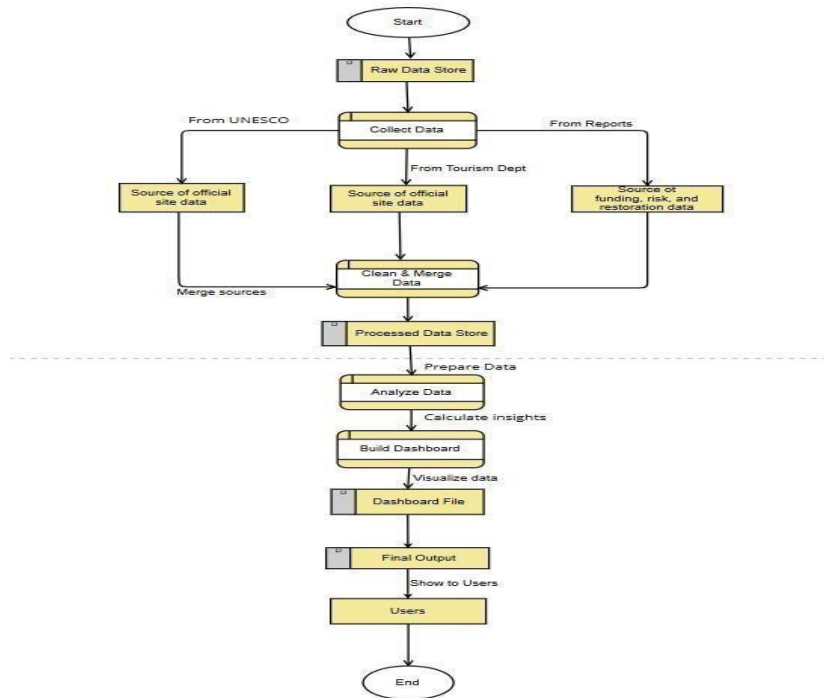 Start
D
Raw Data Store
Collect Data
From UNESCO
From Reports
From Tourism Dept
Source of official
site data
Source of official
site data
Source of
funding, risk, and
restoration data
Clean & Merge
Data
Merge sources
D
Processed Data Store
Prepare Data
Analyze Data
Calculate insights
Build Dashboard
Visualize data
D
Dashboard File
D
Final Output
Show to Users
Users
End